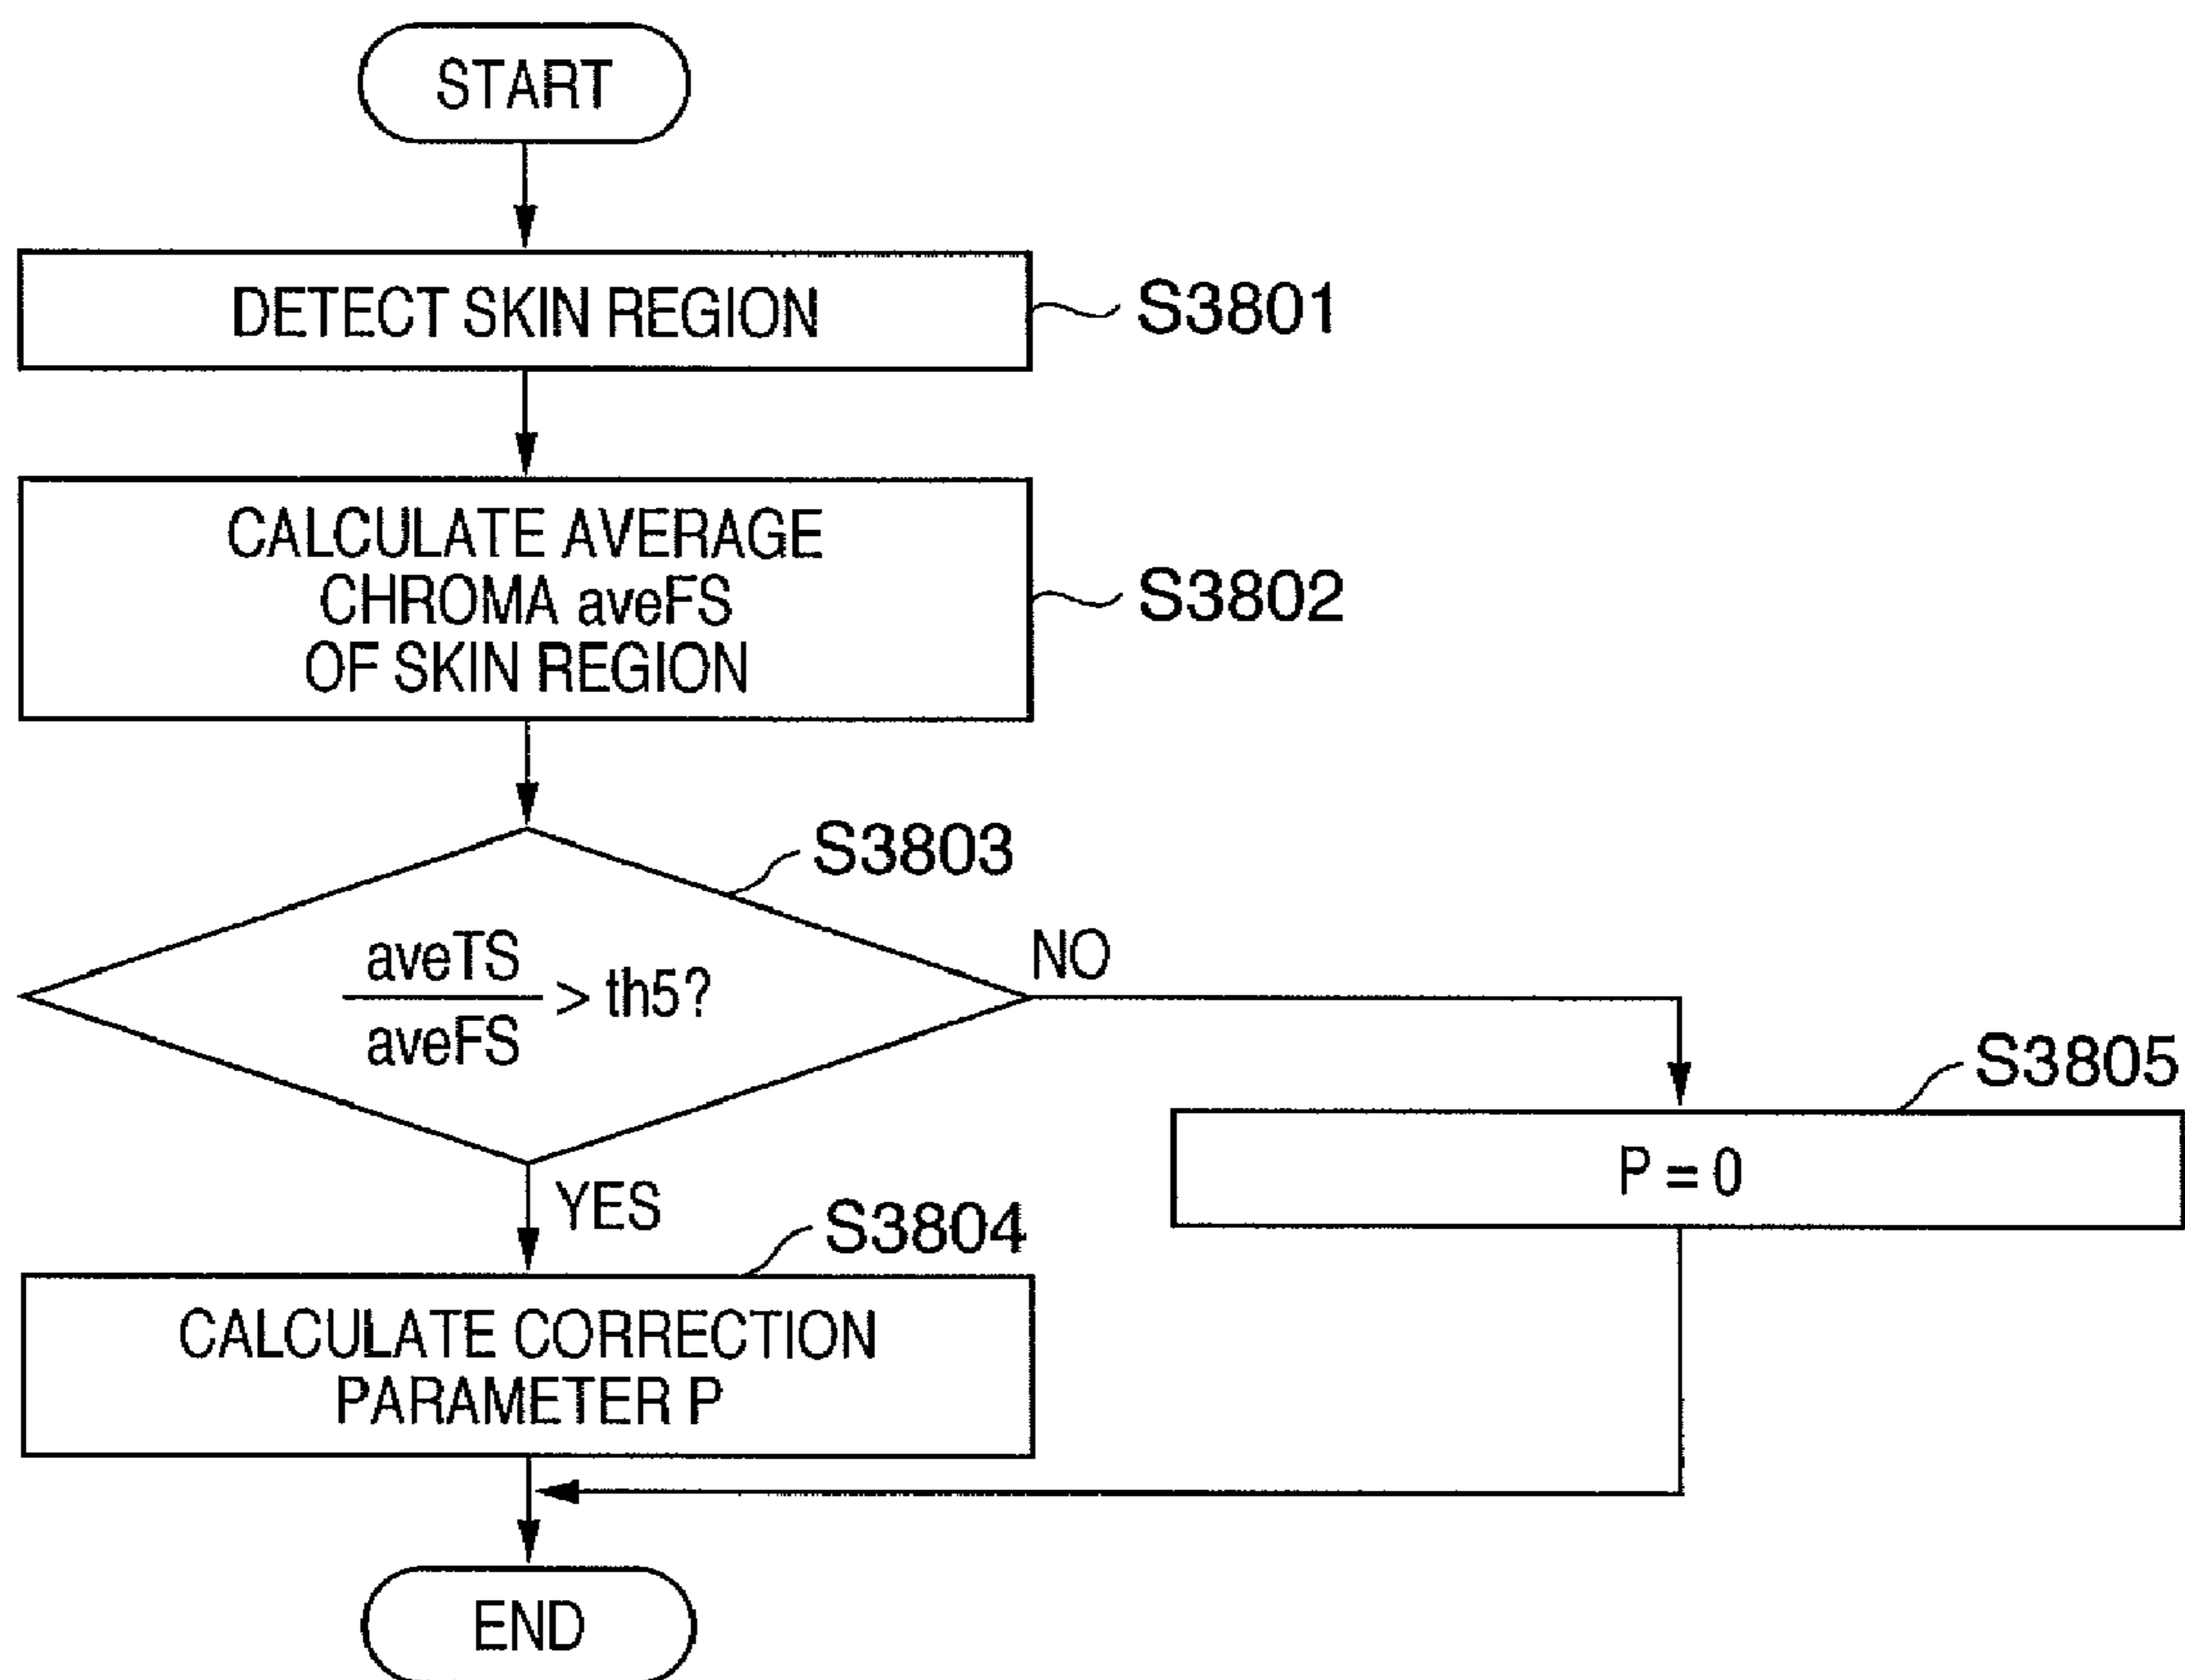 START
DETECT SKIN REGION
S3801
CALCULATE AVERAGE
CHROMA aveFS
OF SKIN REGION
S3802
S3803
aveTS
> th5?
aveFS
NO
S3805
P = 0
YES
S3804
CALCULATE CORRECTION
PARAMETER P
END